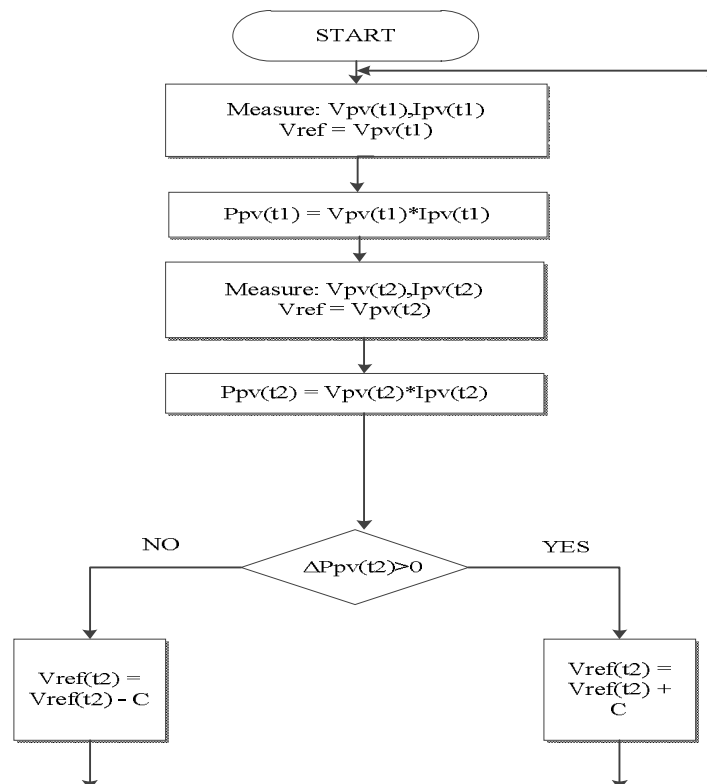 START
Measure: Vpv(t1),Ipv(t1)
Vref = Vpv(t1)
Ppv(t1) = Vpv(t1)*Ipv(t1)
Measure: Vpv(t2),Ipv(t2)
Vref = Vpv(t2)
Ppv(t2) = Vpv(t2)*Ipv(t2)
NO
YES
ΔPpv(t2)>0
Vref(t2) =
Vref(t2) - C
Vref(t2) =
Vref(t2) +
C